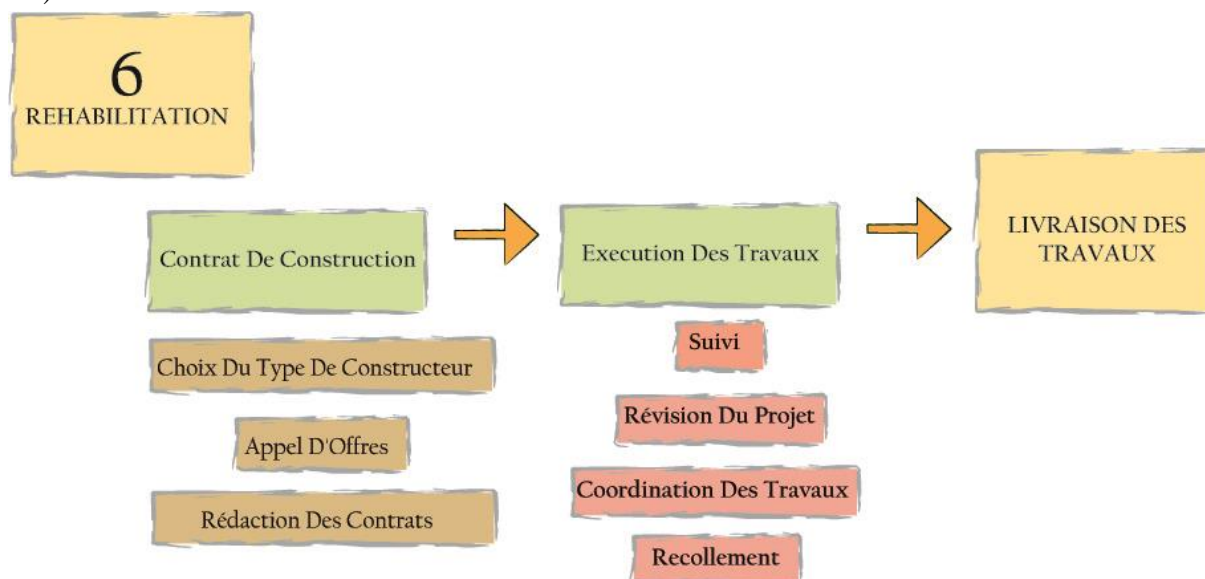 6
REHABILITATION
Contrat De Construction
Choix Du Type De Constructeur
Appel D'Offres
Rédaction Des Contrats
Execution Des Travaux
Suivi
Révision Du Projet
Coordination Des Travaux
Recollement
LIVRAISON DES
TRAVAUX